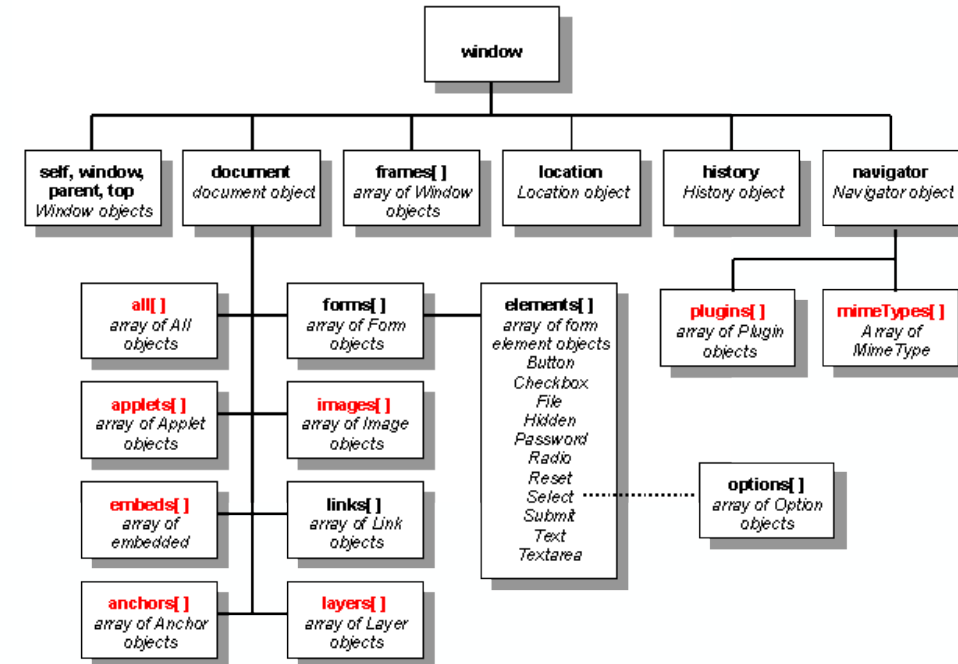 window
self, window,
parent, top
Window objects
document
document object
frames[ ]
array of Window
objects
location
Location object
history
History object
navigator
Navigator object
all[ ]
array of All
objects
forms[ ]
array of Form
objects
elements[ ]
array of form
element objects
Button
Checkbox
File
Hidden
Password
Radio
Reset
Select
Submit
Text
Textarea
plugins[ ]
array of Plugin
objects
mimeTypes[ ]
Array of
MimeType
applets[ ]
array of Applet
objects
images[ ]
array of Image
objects
embeds[ ]
array of
embedded
links[ ]
array of Link
objects
options[ ]
array of Option
objects
anchors[ ]
array of Anchor
objects
layers[ ]
array of Layer
objects